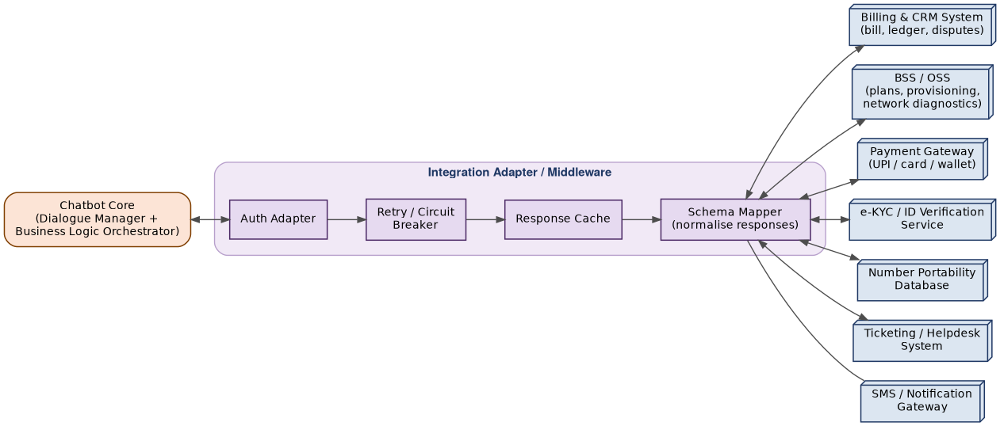 Billing & CRM System
(bill, ledger, disputes)
BSS / OSS
(plans, provisioning,
network diagnostics)
Payment Gateway
(UPI / card / wallet)
Integration Adapter / Middleware
Chatbot Core
(Dialogue Manager +
Business Logic Orchestrator)
Auth Adapter
Retry / Circuit
Breaker
Response Cache
Schema Mapper
(normalise responses)
e-KYC / ID Verification
Service
Number Portability
Database
Ticketing / Helpdesk
System
SMS / Notification
Gateway